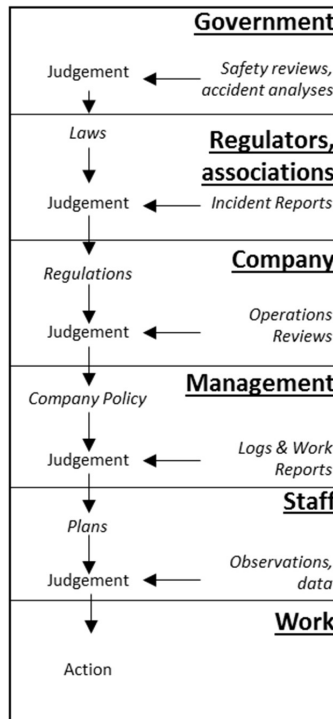 Government
Judgement
Safety reviews,
accident analyses
Laws
Regulators,
associations
Judgement
Incident Reports
Company
Regulations
Operations
Reviews
Judgement
Management
Company Policy
Logs & Work
Reports
Judgement
Staff
Plans
Observations,
data
Judgement
Work
Action